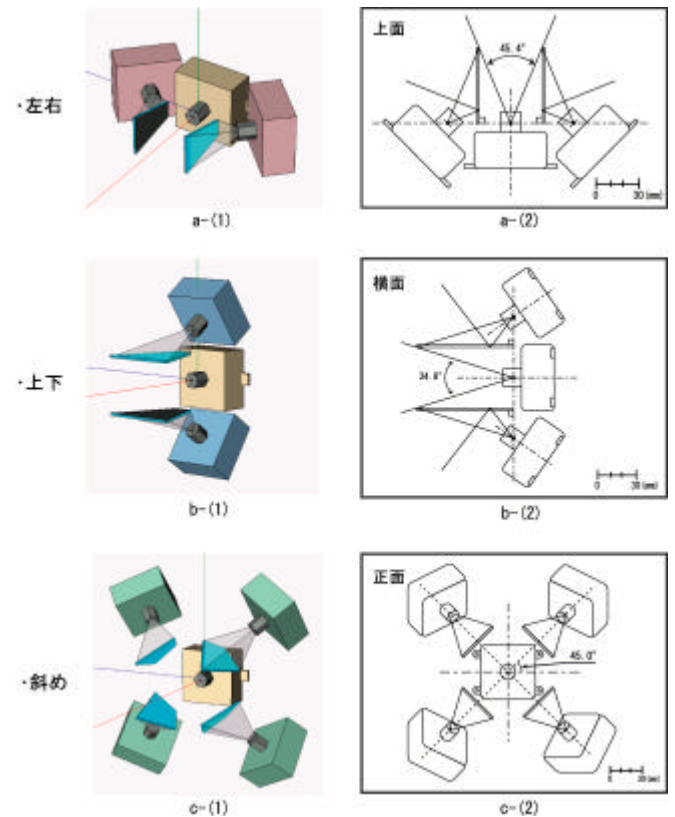 上面
45.4°
・左右
0 30(mm)
a-(1)
a-(2)
横面
34.9°
・上下
0 30(mm)
b-(1)
b-(2)
正面
45.0°
・斜め
0 30(mm)
c-(1)
c-(2)